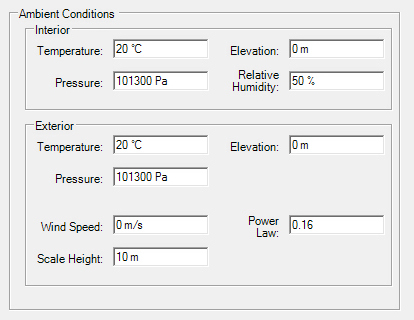 Ambient Conditions
Interior
Temperature: 20 °C Elevation: 0 m
Pressure: 101300 Pa Relative Humidity: 50 %
Exterior
Temperature: 20 °C Elevation: 0 m
Pressure: 101300 Pa
Wind Speed: 0 m/s Power Law: 0.16
Scale Height: 10 m